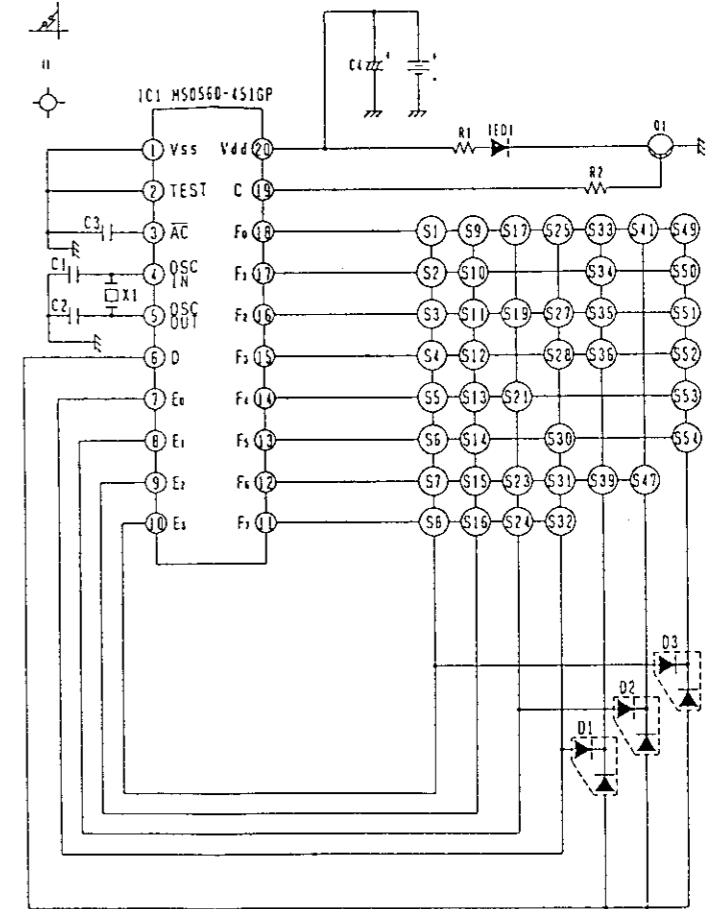 IC1 M50560-451GP
C4 + + -
1 Vss Vdd 20 R1 LED1 Q1
2 TEST C 19 R2
C3 3 AC F0 18 S1 S9 S17 S25 S33 S41 S49
C1 4 OSC IN F1 17 S2 S10 S34 S50
X1
C2 5 OSC OUT F2 16 S3 S11 S19 S27 S35 S51
6 D F3 15 S4 S12 S28 S36 S52
7 E0 F4 14 S5 S13 S21 S53
8 E1 F5 13 S6 S14 S30 S54
9 E2 F6 12 S7 S15 S23 S31 S39 S47
10 E3 F7 11 S8 S16 S24 S32
D3
D2
D1